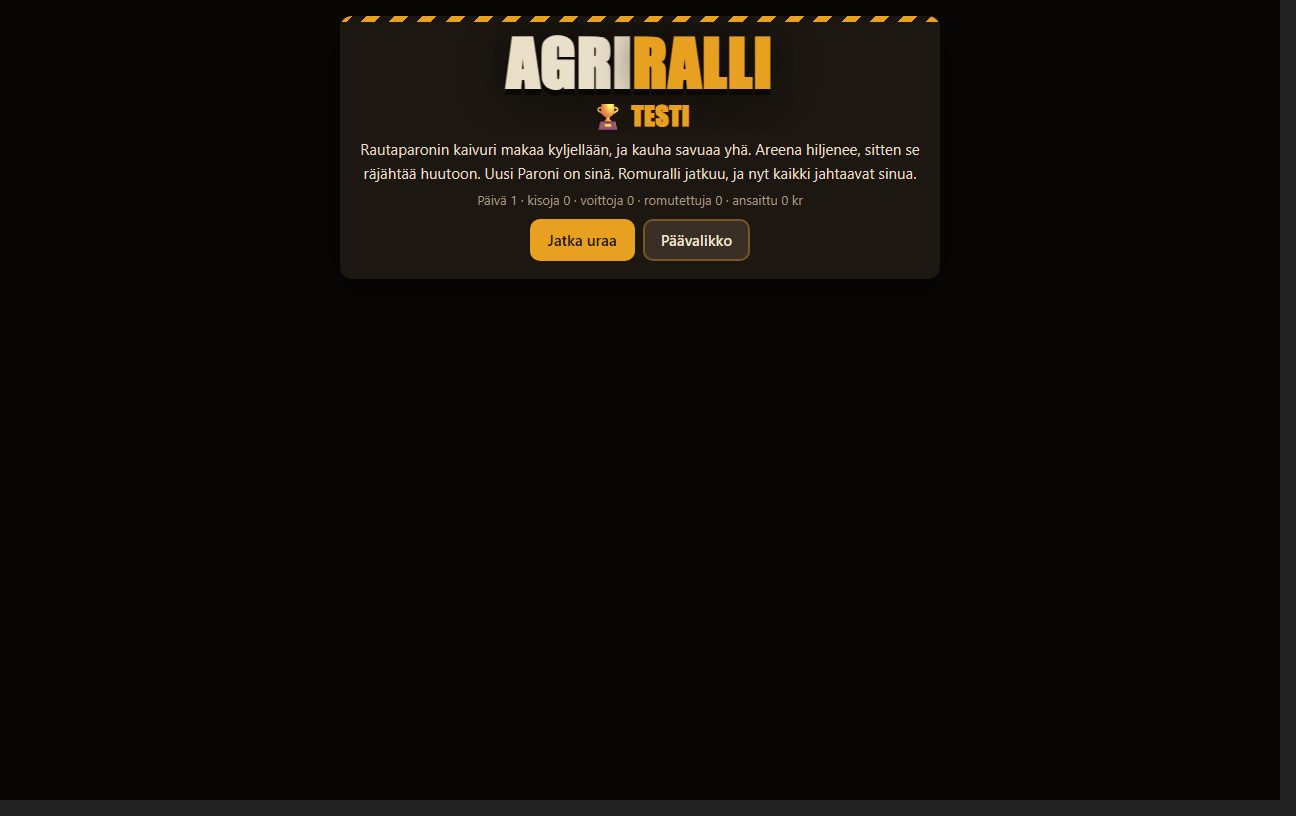 AGRIRALLI
🏆 TESTI
Rautaparonin kaivuri makaa kyljellään, ja kauha savuaa yhä. Areena hiljenee, sitten se
räjähtää huutoon. Uusi Paroni on sinä. Romuralli jatkuu, ja nyt kaikki jahtaavat sinua.
Päivä 1 · kisoja 0 · voittoja 0 · romutettuja 0 · ansaittu 0 kr
Jatka uraa Päävalikko